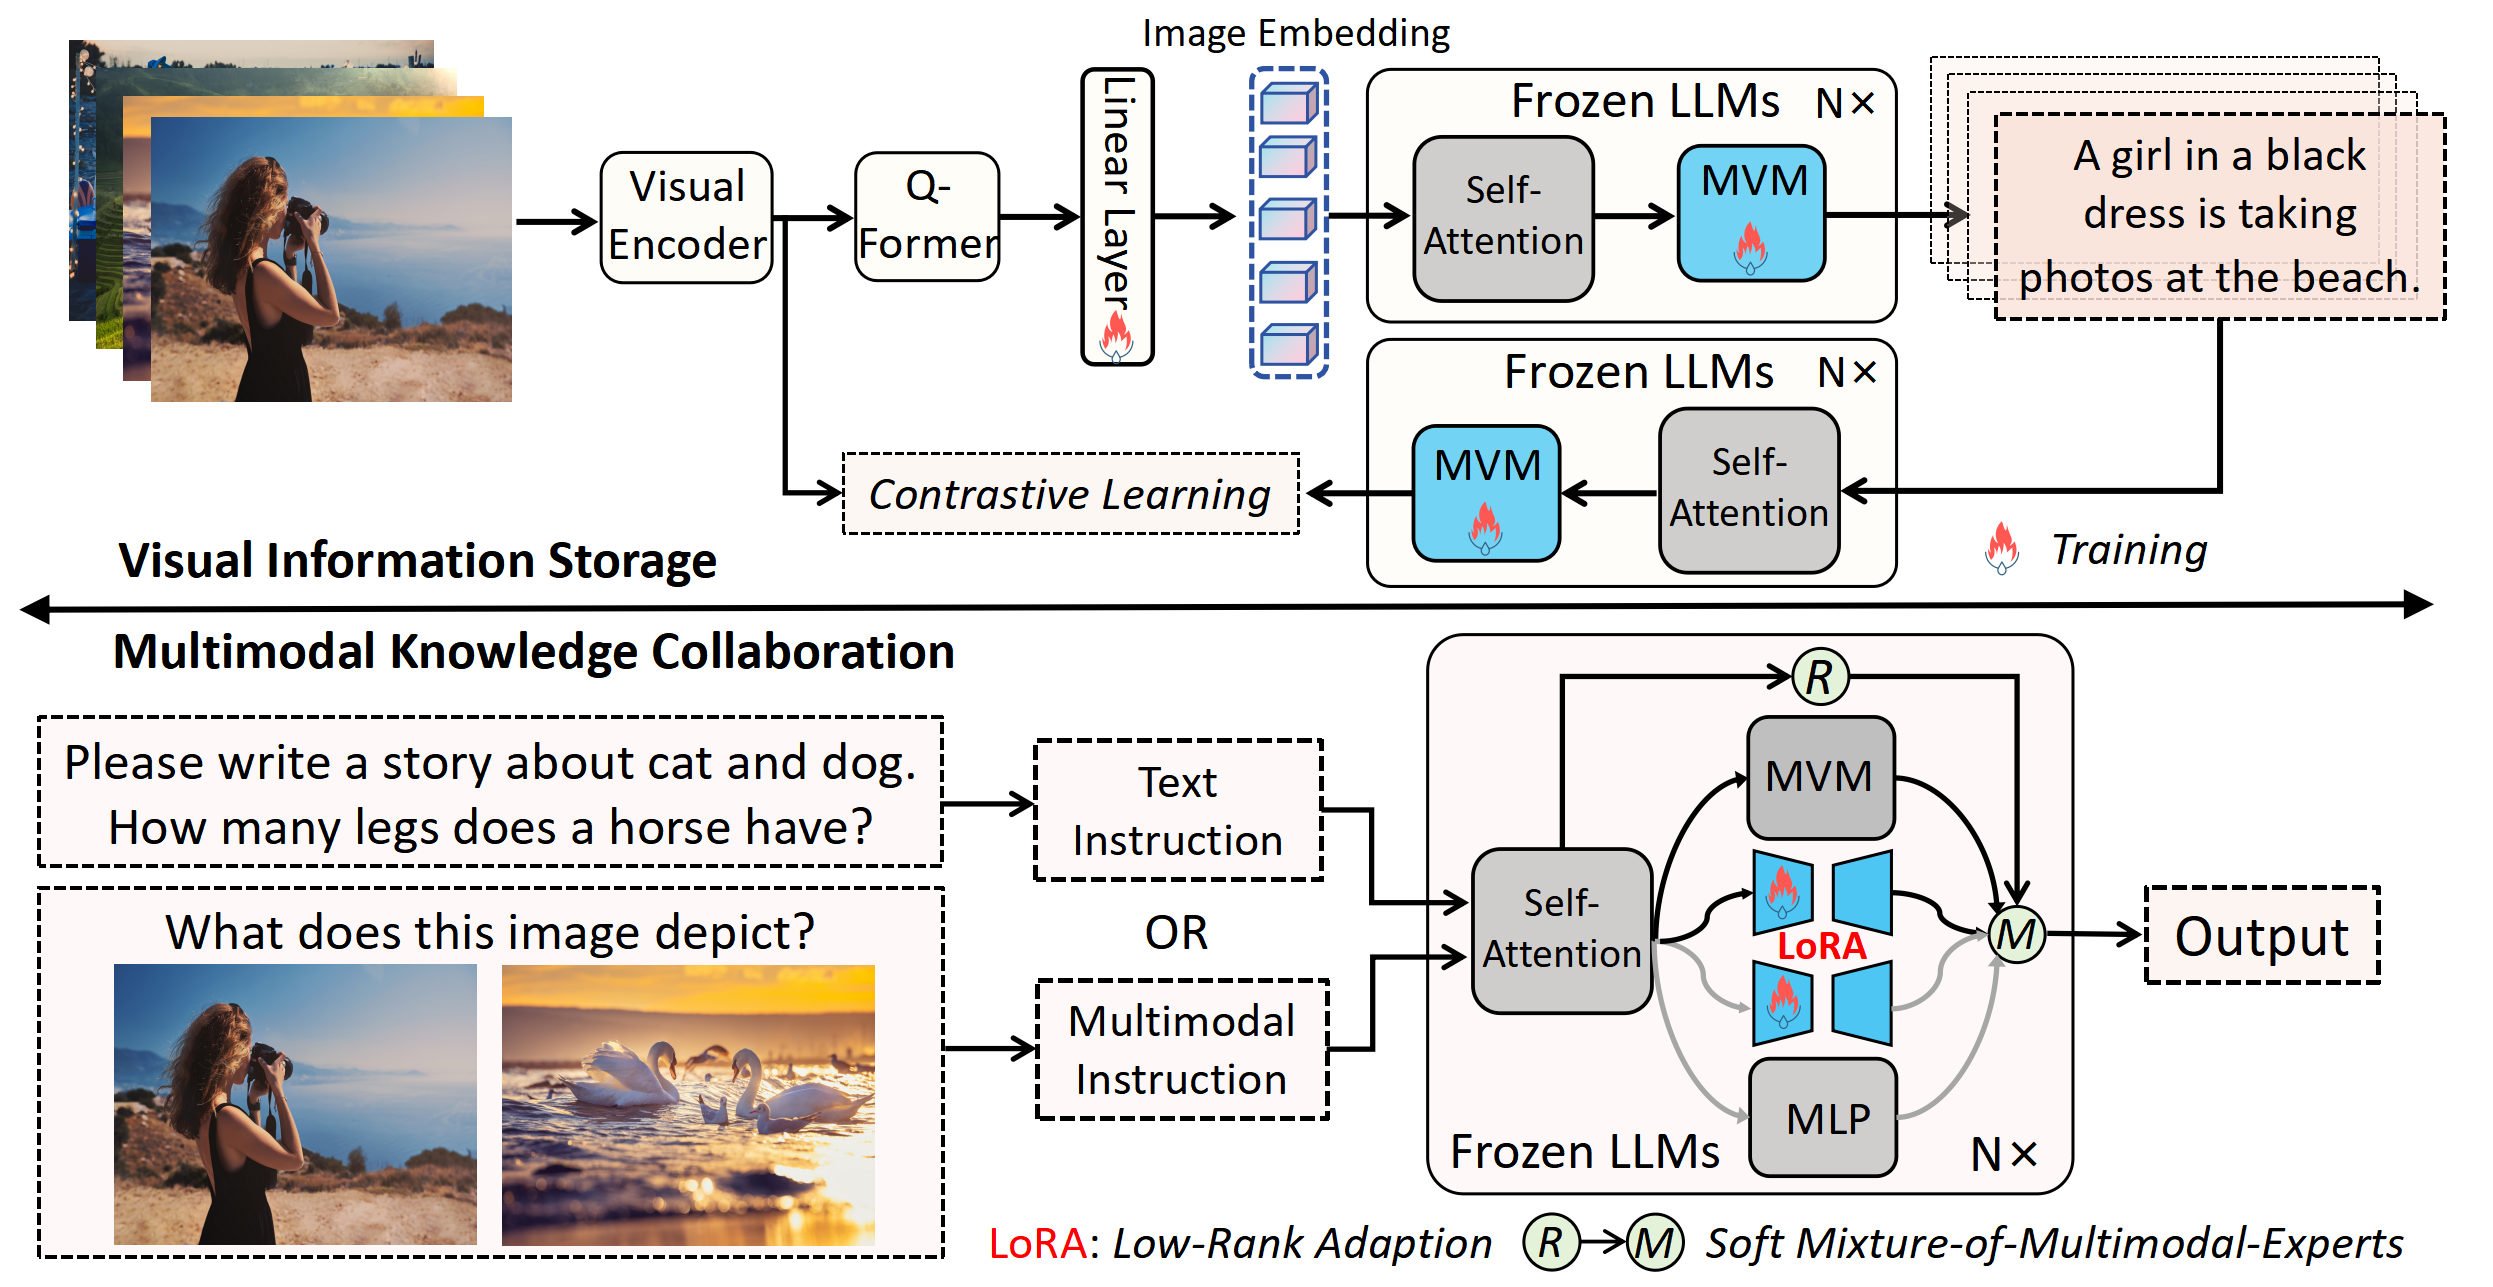 Image Embedding
Visual
Encoder
Q-
Former
Linear Layer
Frozen LLMs N×
Self-
Attention
MVM
A girl in a black
dress is taking
photos at the beach.
Frozen LLMs N×
MVM
Self-
Attention
Contrastive Learning
Training
Visual Information Storage
Multimodal Knowledge Collaboration
Please write a story about cat and dog.
How many legs does a horse have?
What does this image depict?
Text
Instruction
OR
Multimodal
Instruction
R
MVM
Self-
Attention
LoRA
M
MLP
Frozen LLMs N×
Output
LoRA: Low-Rank Adaption
R M Soft Mixture-of-Multimodal-Experts